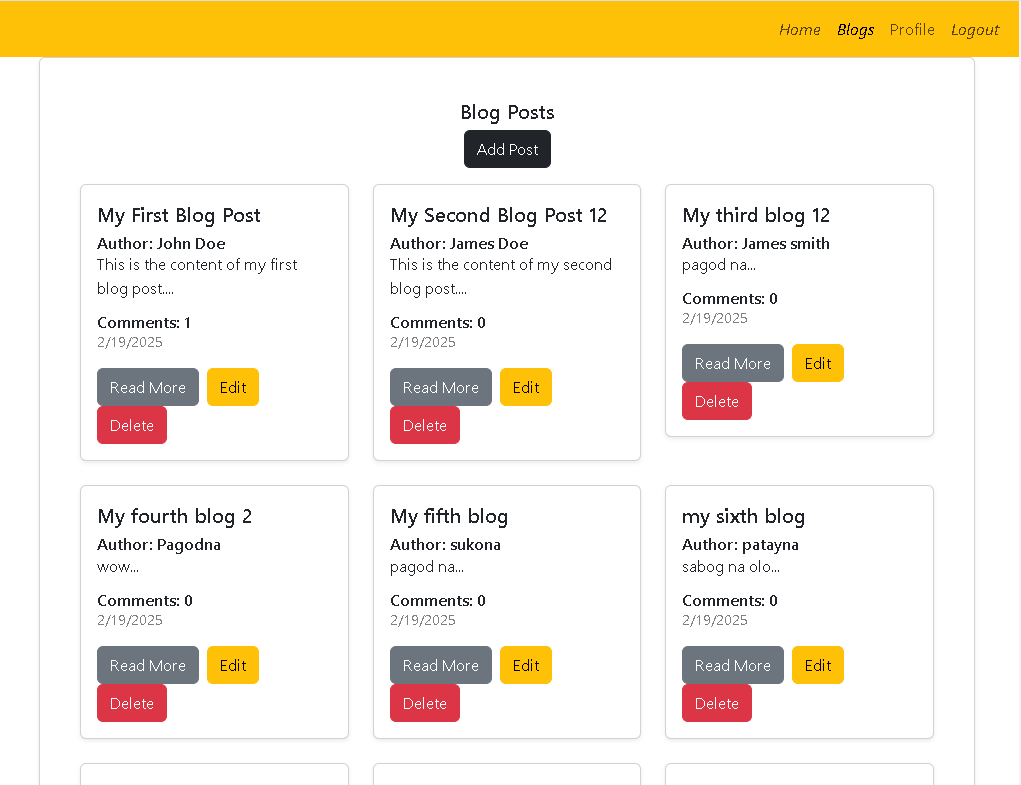 Home Blogs Profile Logout
Blog Posts
Add Post
My First Blog Post
Author: John Doe
This is the content of my first
blog post....
Comments: 1
2/19/2025
Read More
Edit
Delete
My Second Blog Post 12
Author: James Doe
This is the content of my second
blog post....
Comments: 0
2/19/2025
Read More
Edit
Delete
My third blog 12
Author: James smith
pagod na...
Comments: 0
2/19/2025
Read More
Edit
Delete
My fourth blog 2
Author: Pagodna
wow...
Comments: 0
2/19/2025
Read More
Edit
Delete
My fifth blog
Author: sukona
pagod na...
Comments: 0
2/19/2025
Read More
Edit
Delete
my sixth blog
Author: patayna
sabog na olo...
Comments: 0
2/19/2025
Read More
Edit
Delete